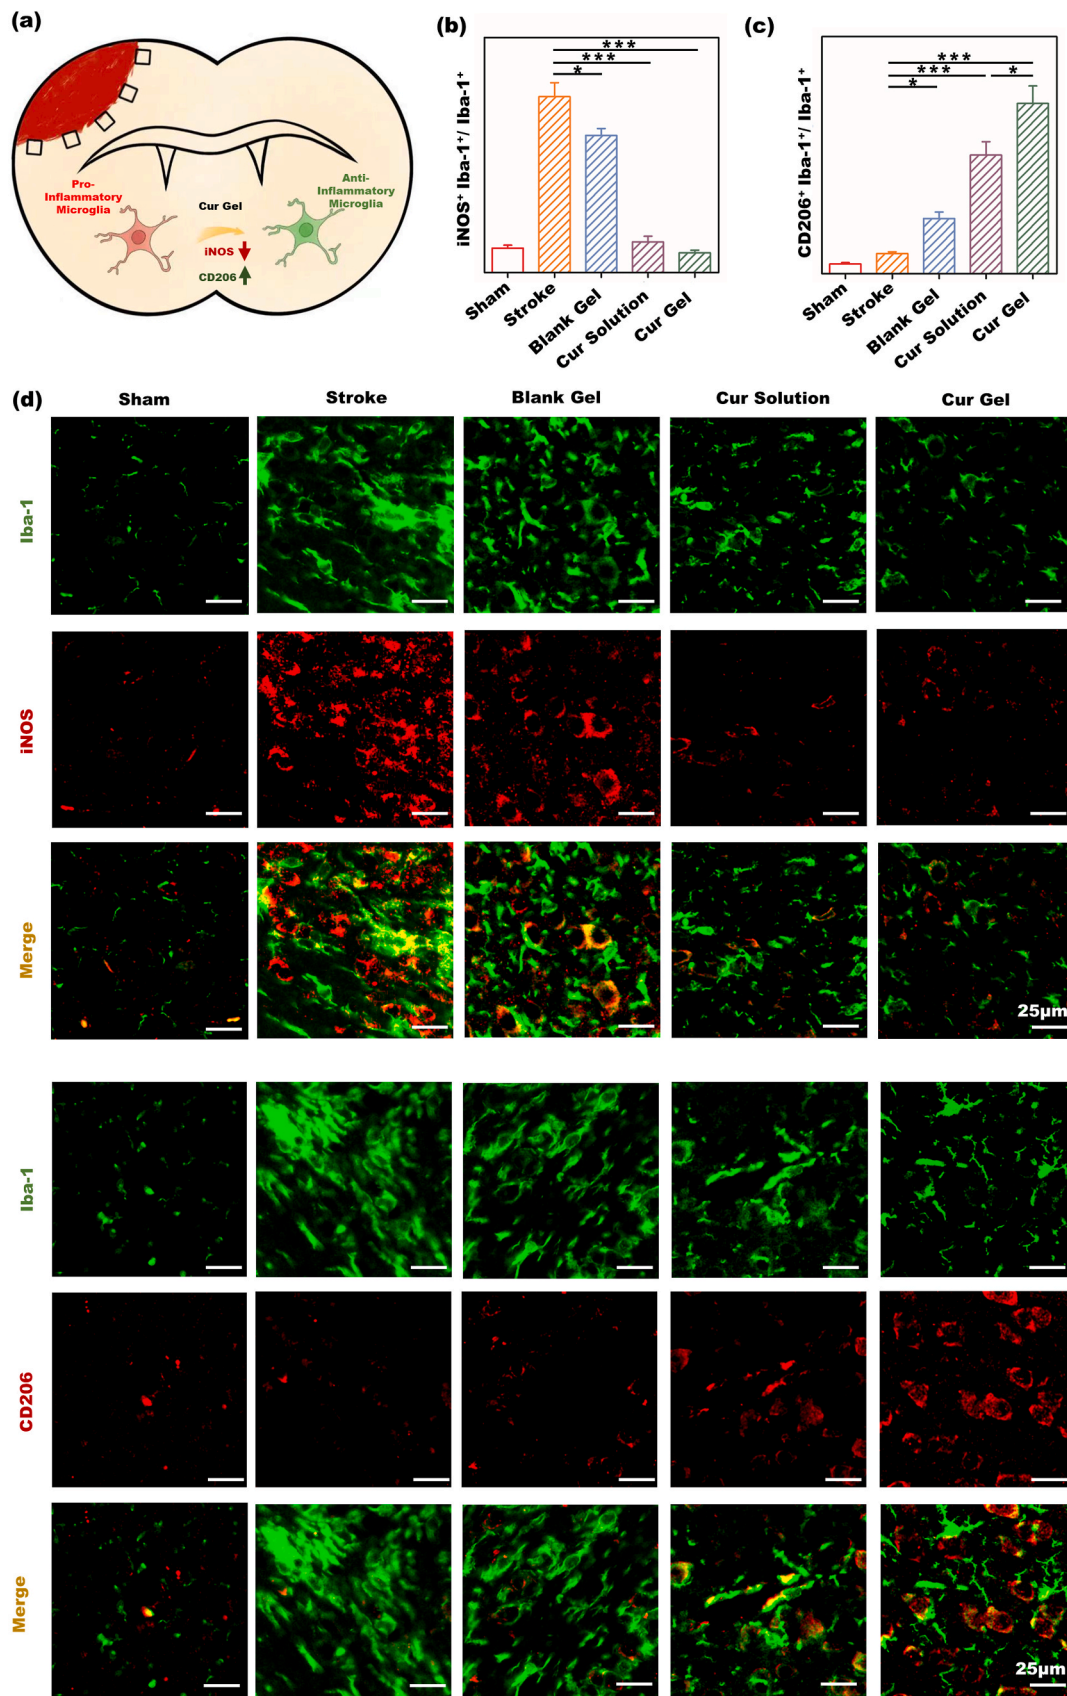 (a)
Pro-
Inflammatory
Microglia
Cur Gel
iNOS
CD206
Anti-
Inflammatory
Microglia
(b)
iNOS⁺ Iba-1⁺/ Iba-1⁺
***
***
*
Sham
Stroke
Blank Gel
Cur Solution
Cur Gel
(c)
CD206⁺ Iba-1⁺/ Iba-1⁺
***
***
*
*
Sham
Stroke
Blank Gel
Cur Solution
Cur Gel
(d)
Sham
Stroke
Blank Gel
Cur Solution
Cur Gel
Iba-1
iNOS
Merge
25μm
Iba-1
CD206
Merge
25μm